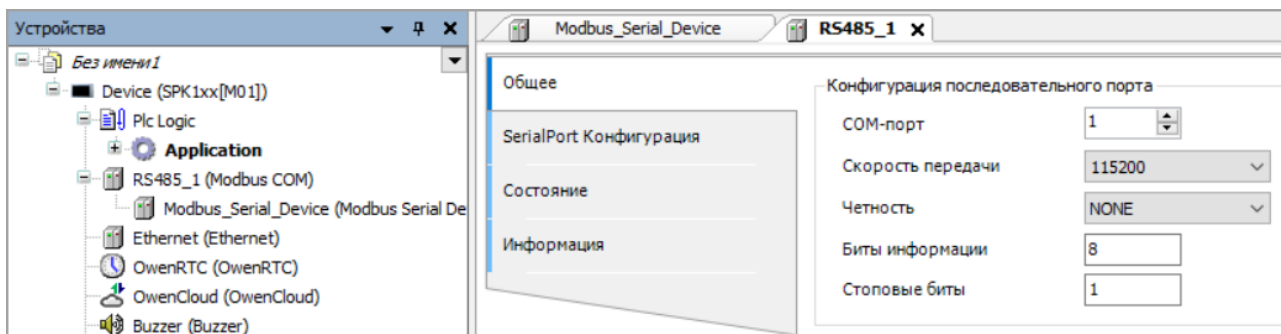 Устройства
Без имени1
Device (SPK1xx[M01])
Plc Logic
Application
RS485_1 (Modbus COM)
Modbus_Serial_Device (Modbus Serial De
Ethernet (Ethernet)
OwenRTC (OwenRTC)
OwenCloud (OwenCloud)
Buzzer (Buzzer)
Modbus_Serial_Device
RS485_1
Общее
SerialPort Конфигурация
Состояние
Информация
Конфигурация последовательного порта
COM-порт 1
Скорость передачи 115200
Четность NONE
Биты информации 8
Стоповые биты 1